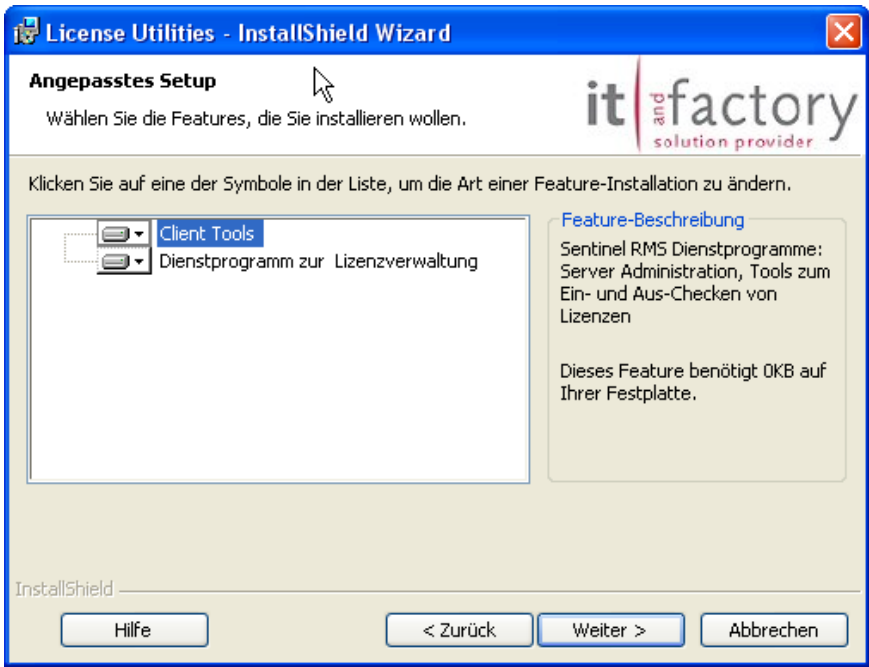 License Utilities - InstallShield Wizard
Angepasstes Setup
Wählen Sie die Features, die Sie installieren wollen.
it and factory
solution provider
Klicken Sie auf eine der Symbole in der Liste, um die Art einer Feature-Installation zu ändern.
Client Tools
Dienstprogramm zur Lizenzverwaltung
Feature-Beschreibung
Sentinel RMS Dienstprogramme:
Server Administration, Tools zum
Ein- und Aus-Checken von
Lizenzen
Dieses Feature benötigt 0KB auf
Ihrer Festplatte.
InstallShield
Hilfe
< Zurück
Weiter >
Abbrechen